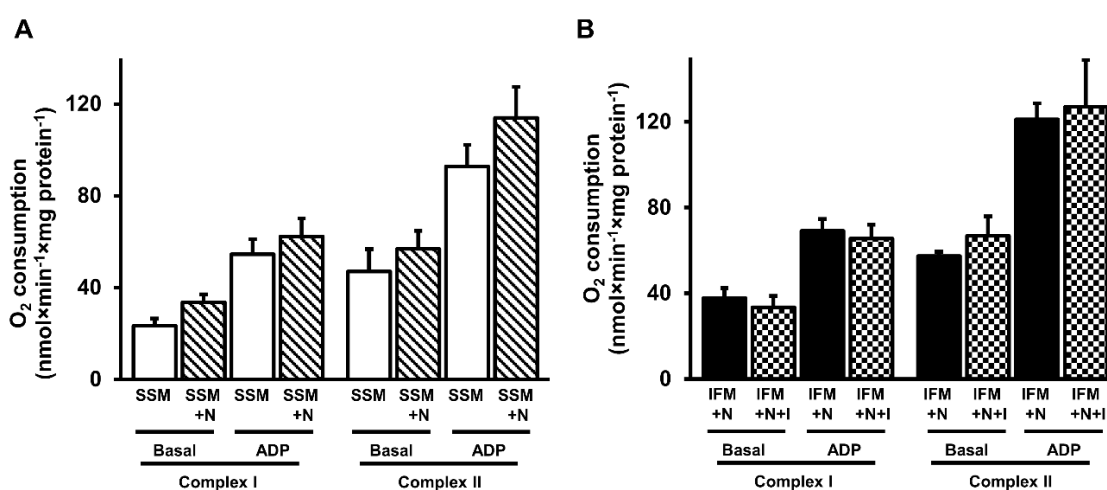 A
O₂ consumption
(nmol×min⁻¹×mg protein⁻¹)
120
80
40
0
SSM SSM SSM SSM SSM SSM SSM SSM
+N +N +N +N
Basal ADP Basal ADP
Complex I Complex II
B
O₂ consumption
(nmol×min⁻¹×mg protein⁻¹)
120
80
40
0
IFM IFM IFM IFM IFM IFM IFM IFM
+N +N+I +N +N+I +N +N+I +N +N+I
Basal ADP Basal ADP
Complex I Complex II